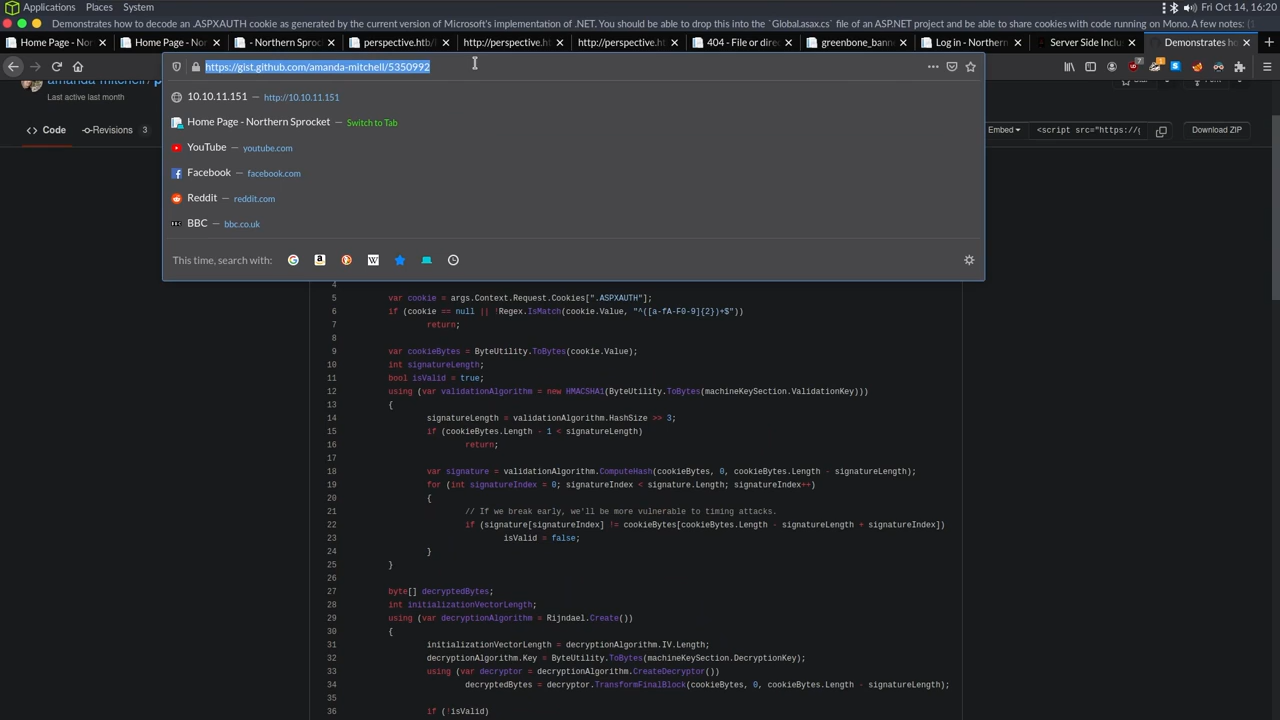 Applications Places System
Fri Oct 14, 16:20
Demonstrates how to decode an .ASPXAUTH cookie as generated by the current version of Microsoft's implementation of .NET. You should be able to drop this into the `Global.asax.cs` file of an ASP.NET project and be able to share cookies with code running on Mono. A few notes:
Home Page - Nort
Home Page - North
- Northern Sprocket
perspective.htb/
http://perspective.h
http://perspective.h
404 - File or direc
greenbone_banne
Log in - Northern
Server Side Inclu
Demonstrates h
https://gist.github.com/amanda-mitchell/5350992
10.10.11.151 — http://10.10.11.151
Home Page - Northern Sprocket — Switch to Tab
YouTube — youtube.com
Facebook — facebook.com
Reddit — reddit.com
BBC — bbc.co.uk
This time, search with:
Last active last month
Code
Revisions 3
Embed
<script src="https://
Download ZIP
4
5 var cookie = args.Context.Request.Cookies[".ASPXAUTH"];
6 if (cookie == null || !Regex.IsMatch(cookie.Value, "^([a-fA-F0-9]{2})+$"))
7 return;
8
9 var cookieBytes = ByteUtility.ToBytes(cookie.Value);
10 int signatureLength;
11 bool isValid = true;
12 using (var validationAlgorithm = new HMACSHA1(ByteUtility.ToBytes(machineKeySection.ValidationKey)))
13 {
14 signatureLength = validationAlgorithm.HashSize >> 3;
15 if (cookieBytes.Length - 1 < signatureLength)
16 return;
17
18 var signature = validationAlgorithm.ComputeHash(cookieBytes, 0, cookieBytes.Length - signatureLength);
19 for (int signatureIndex = 0; signatureIndex < signature.Length; signatureIndex++)
20 {
21 // If we break early, we'll be more vulnerable to timing attacks.
22 if (signature[signatureIndex] != cookieBytes[cookieBytes.Length - signatureLength + signatureIndex])
23 isValid = false;
24 }
25 }
26
27 byte[] decryptedBytes;
28 int initializationVectorLength;
29 using (var decryptionAlgorithm = Rijndael.Create())
30 {
31 initializationVectorLength = decryptionAlgorithm.IV.Length;
32 decryptionAlgorithm.Key = ByteUtility.ToBytes(machineKeySection.DecryptionKey);
33 using (var decryptor = decryptionAlgorithm.CreateDecryptor())
34 decryptedBytes = decryptor.TransformFinalBlock(cookieBytes, 0, cookieBytes.Length - signatureLength);
35
36 if (!isValid)